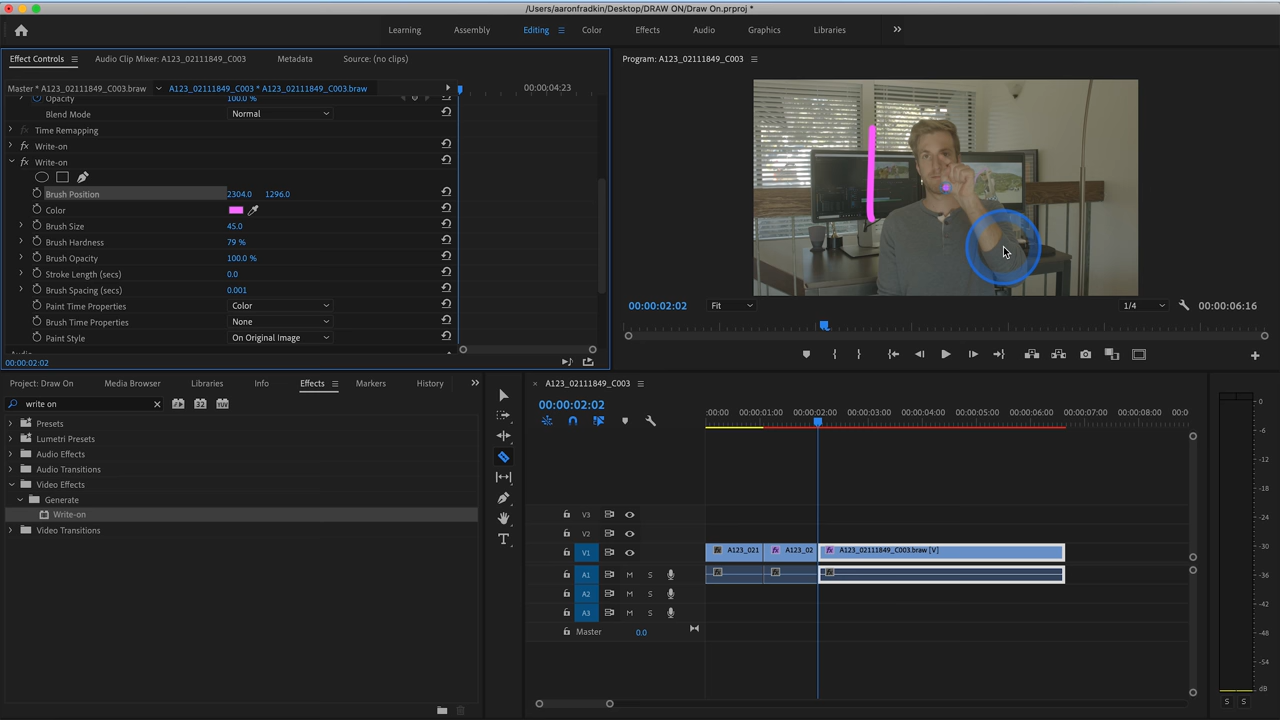 /Users/aaronfradkin/Desktop/DRAW ON/Draw On.prproj *
Learning Assembly Editing Color Effects Audio Graphics Libraries
Effect Controls Audio Clip Mixer: A123_02111849_C003 Metadata Source: (no clips)
Program: A123_02111849_C003
Master * A123_02111849_C003.braw A123_02111849_C003 * A123_02111849_C003.braw 00:00:04:23
Opacity 100.0 %
Blend Mode Normal
Time Remapping
fx Write-on
fx Write-on
Brush Position 2304.0 1296.0
Color
Brush Size 45.0
Brush Hardness 79 %
Brush Opacity 100.0 %
Stroke Length (secs) 0.0
Brush Spacing (secs) 0.001
Paint Time Properties Color
Brush Time Properties None
Paint Style On Original Image
Audio
00:00:02:02
00:00:02:02 Fit 1/4 00:00:06:16
Project: Draw On Media Browser Libraries Info Effects Markers History
write on
32 YUV
Presets
Lumetri Presets
Audio Effects
Audio Transitions
Video Effects
Generate
Write-on
Video Transitions
A123_02111849_C003
00:00:02:02
:00:00 00:00:01:00 00:00:02:00 00:00:03:00 00:00:04:00 00:00:05:00 00:00:06:00 00:00:07:00 00:00:08:00 00:0
V3
V2
V1 A123_021 A123_02 A123_02111849_C003.braw [V]
A1 M S
A2 M S
A3 M S
Master 0.0
0
-6
-12
-18
-24
-30
-36
-42
-48
-54
dB
S S